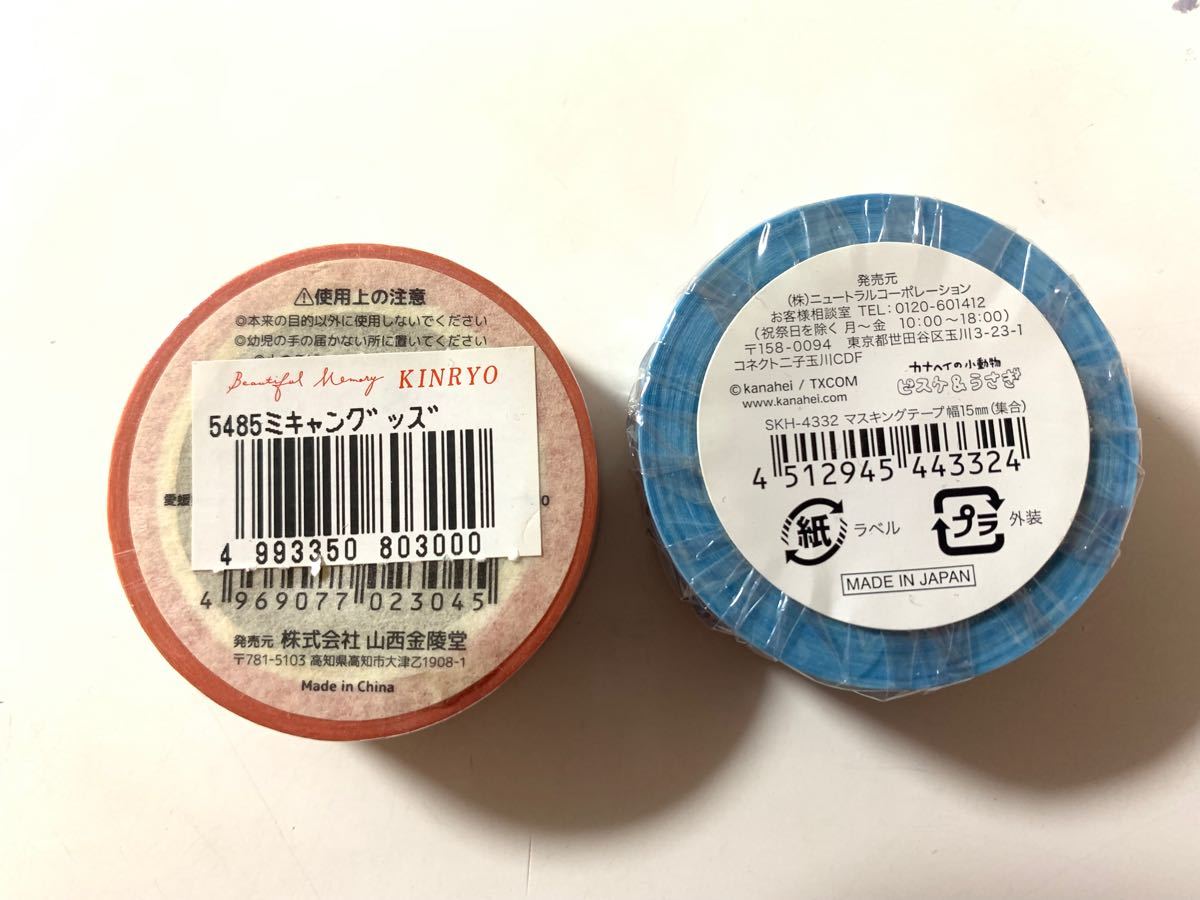 ⚠使用上の注意
◎本来の目的以外に使用しないでください
◎幼児の手の届かない所に置いてください
Beautiful Memory KINRYO
5485ミキャングッズ
4 993350 803000
愛媛
4 969077 023045
発売元 株式会社 山西金陵堂
〒781-5103 高知県高知市大津乙1908-1
Made in China
発売元
(株)ニュートラルコーポレーション
お客様相談室 TEL:0120-601412
(祝祭日を除く 月〜金 10:00〜18:00)
〒158-0094 東京都世田谷区玉川3-23-1
コネクト二子玉川CDF
カナヘイの小動物
ピスケ&うさぎ
©kanahei / TXCOM
www.kanahei.com
SKH-4332 マスキングテープ幅15mm(集合)
4 512945 443324
紙 ラベル
プラ 外装
MADE IN JAPAN